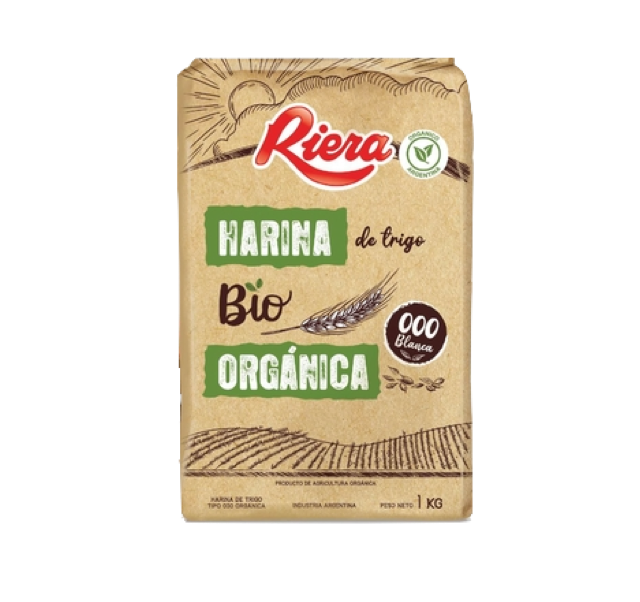 Riera
ORGÁNICO
ARGENTINA
HARINA de trigo
Bio
000
Blanca
ORGÁNICA
PRODUCTO DE AGRICULTURA ORGÁNICA
HARINA DE TRIGO
TIPO 000 ORGÁNICA
INDUSTRIA ARGENTINA
PESO NETO 1 KG